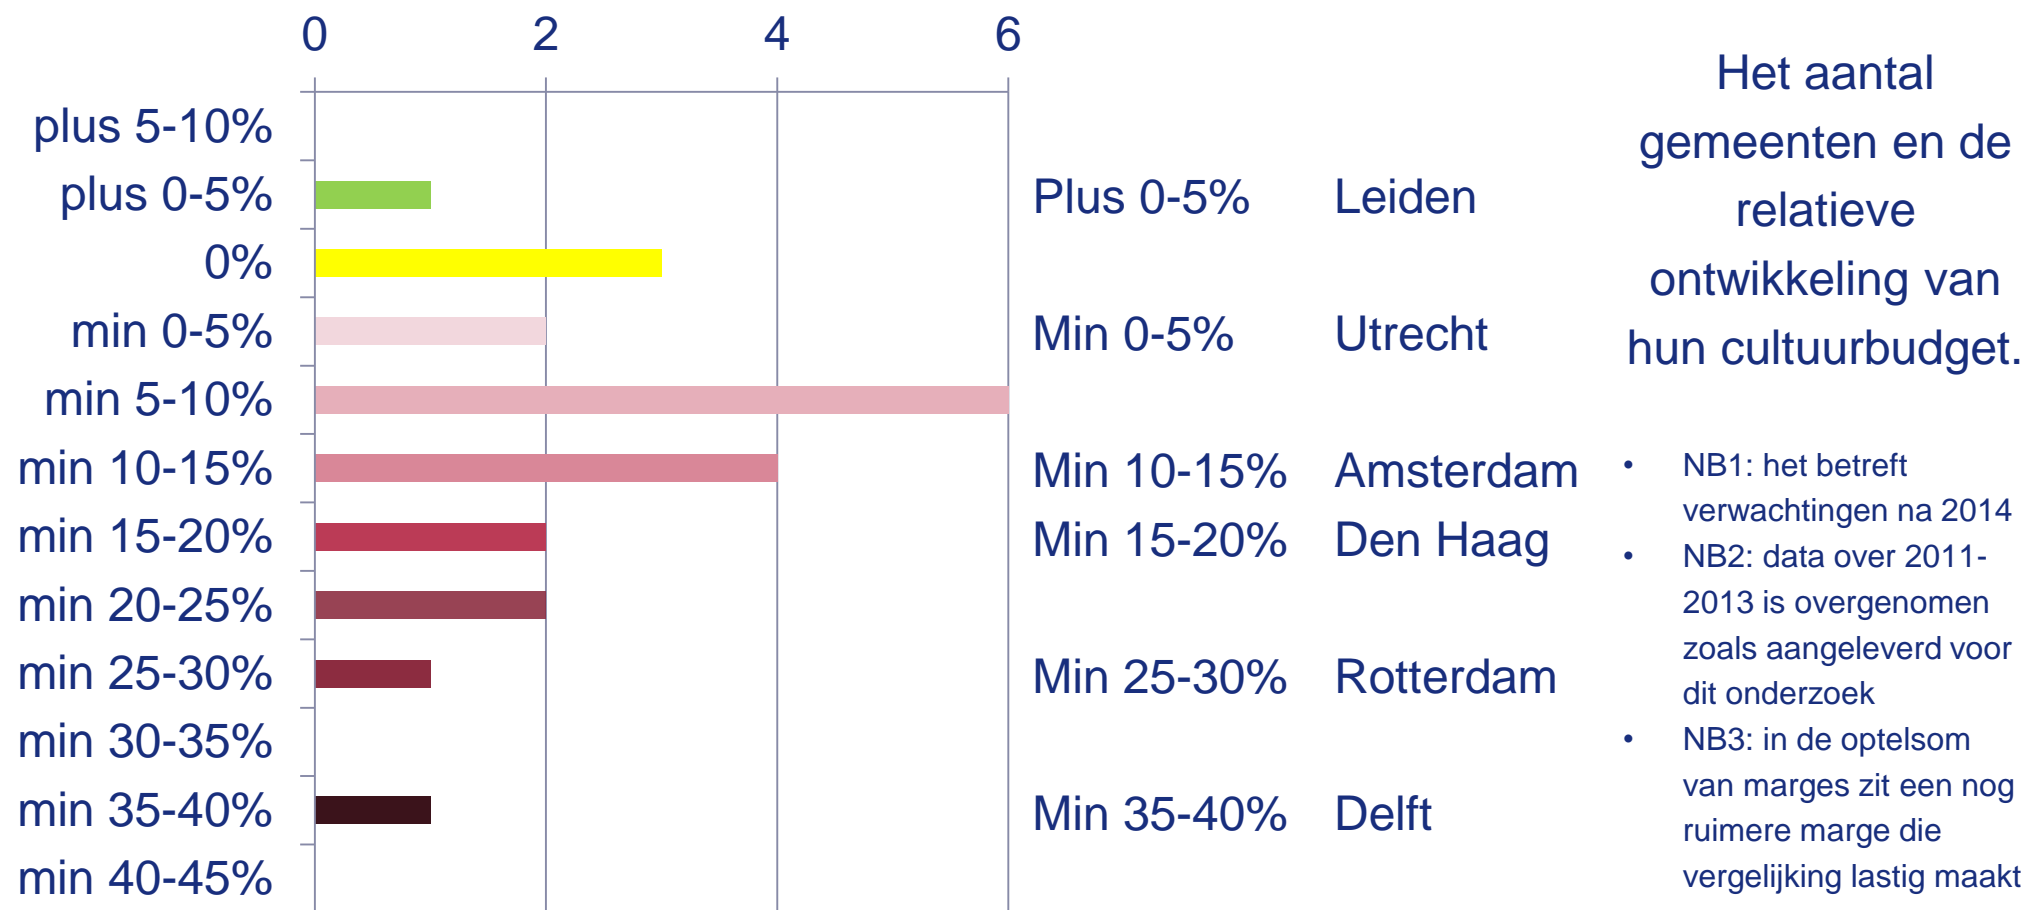 0 2 4 6
plus 5-10%
plus 0-5%
0%
min 0-5%
min 5-10%
min 10-15%
min 15-20%
min 20-25%
min 25-30%
min 30-35%
min 35-40%
min 40-45%
Plus 0-5% Leiden
Min 0-5% Utrecht
Min 10-15% Amsterdam
Min 15-20% Den Haag
Min 25-30% Rotterdam
Min 35-40% Delft
Het aantal
gemeenten en de
relatieve
ontwikkeling van
hun cultuurbudget.
• NB1: het betreft
verwachtingen na 2014
• NB2: data over 2011-
2013 is overgenomen
zoals aangeleverd voor
dit onderzoek
• NB3: in de optelsom
van marges zit een nog
ruimere marge die
vergelijking lastig maakt